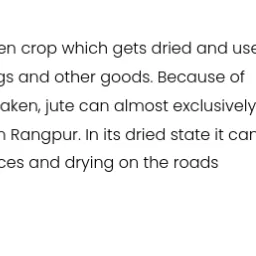 en crop which gets dried and use
gs and other goods. Because of
aken, jute can almost exclusively
n Rangpur. In its dried state it can
ces and drying on the roads